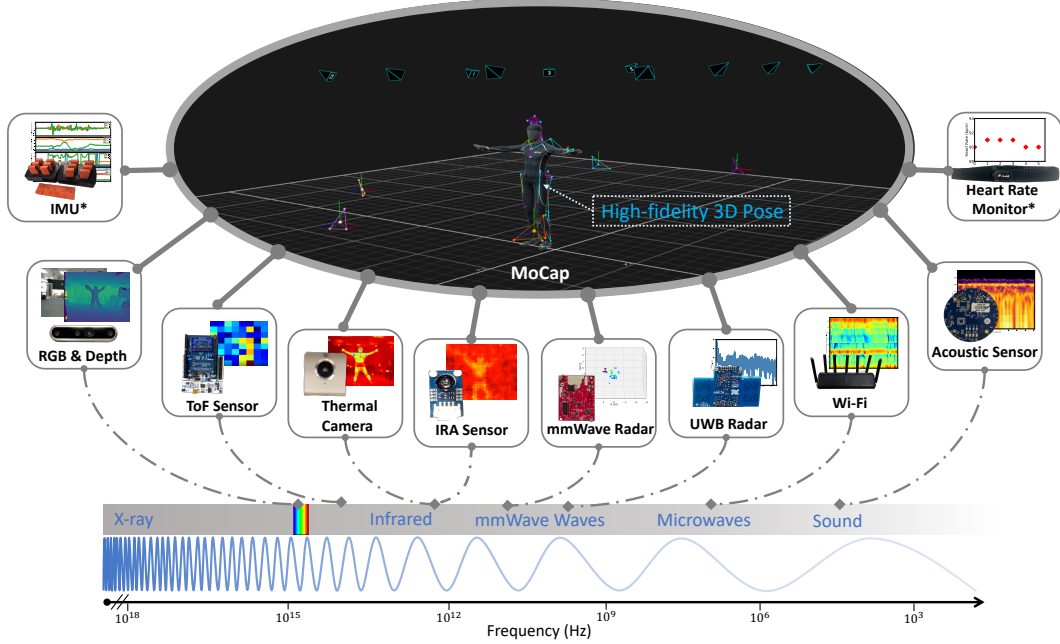 High-fidelity 3D Pose
MoCap
IMU*
Heart Rate
Monitor*
RGB & Depth
ToF Sensor
Thermal
Camera
IRA Sensor
mmWave Radar
UWB Radar
Wi-Fi
Acoustic Sensor
X-ray
Infrared
mmWave Waves
Microwaves
Sound
10^18
10^15
10^12
10^9
10^6
10^3
Frequency (Hz)